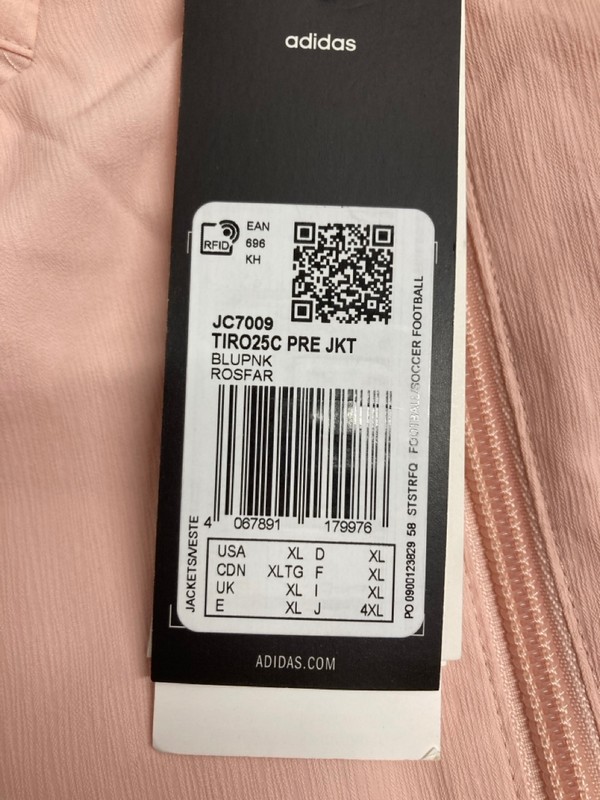 adidas
RFID
EAN
696
KH
JC7009
TIRO25C PRE JKT
BLUPNK
ROSFAR
4 067891 179976
USA XL D XL
CDN XLTG F XL
UK XL I XL
E XL J 4XL
JACKETS/VESTE
PO 0900123829 58 STSTRFQ FOOTBALL/SOCCER FOOTBALL
ADIDAS.COM